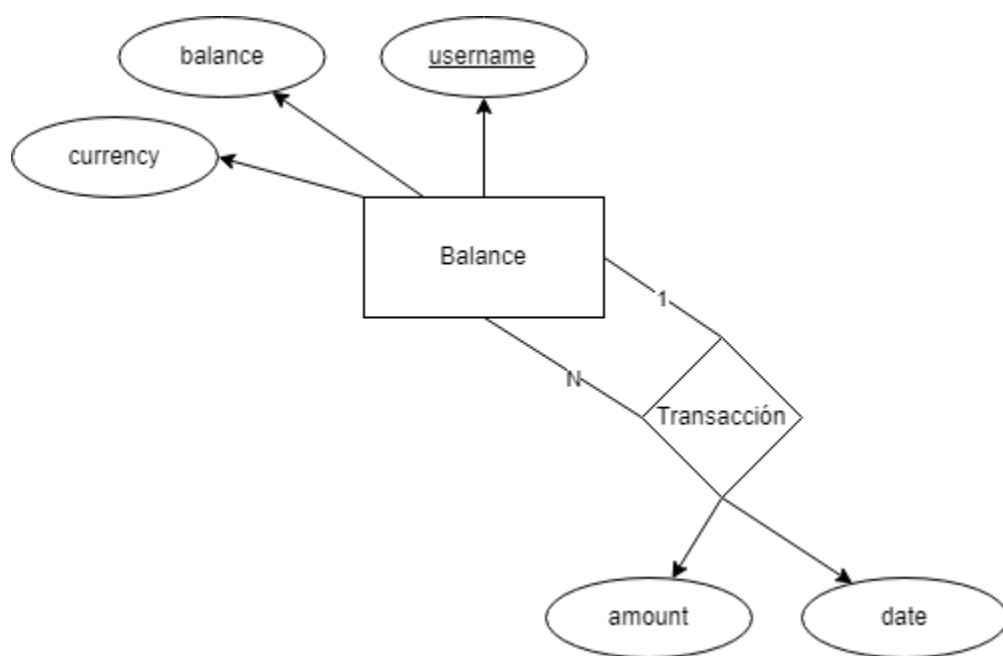 balance
username
currency
Balance
1
N
Transacción
amount
date